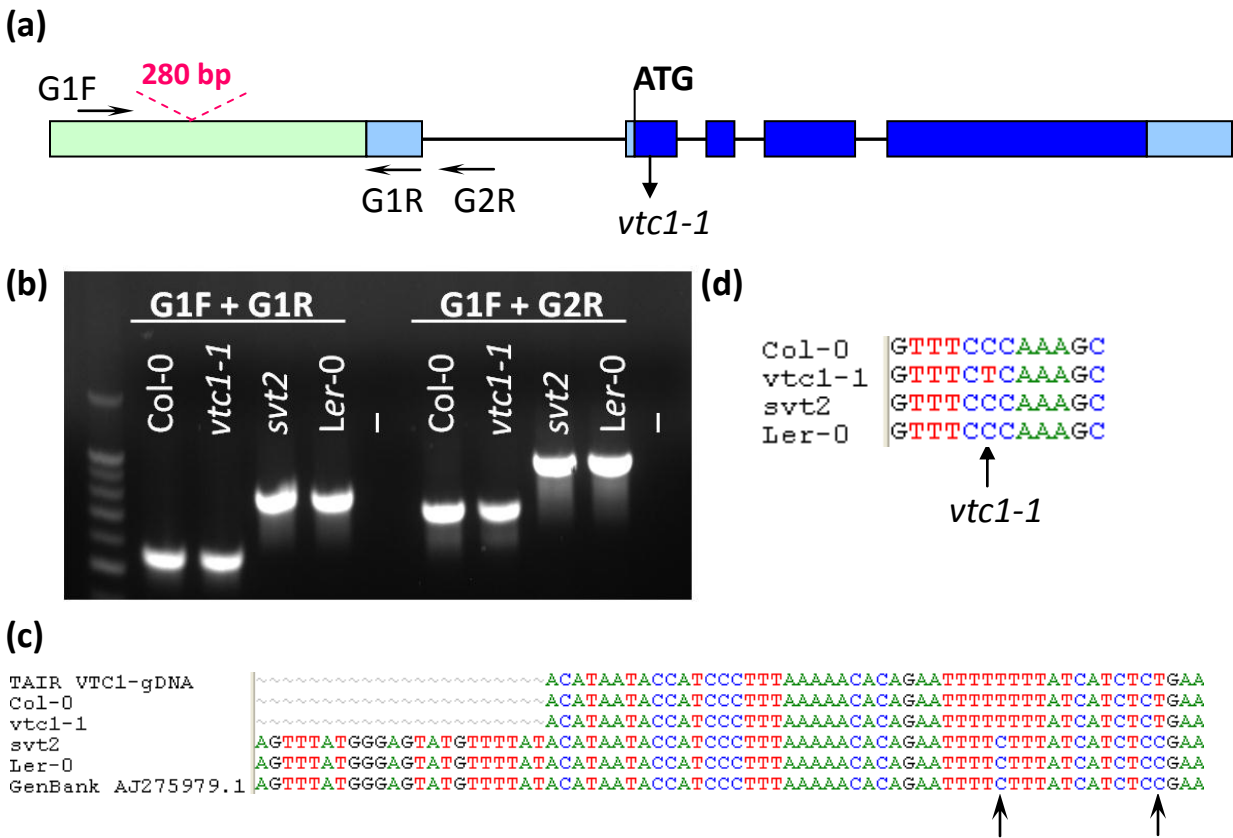 (a)
G1F
280 bp
ATG
G1R
G2R
vtc1-1
(b)
G1F + G1R
G1F + G2R
Col-0
vtc1-1
svt2
Ler-0
–
Col-0
vtc1-1
svt2
Ler-0
–
(d)
Col-0 GTTTCCCAAAGC
vtc1-1 GTTTCTCAAAGC
svt2 GTTTCCCAAAGC
Ler-0 GTTTCCCAAAGC
vtc1-1
(c)
TAIR VTC1-gDNA ~~~~~~~~~~~~~~~~~~~~~~ACATAATACCATCCCTTTAAAAACACAGAATTTTTTTTATCATCTCTGAA
Col-0 ~~~~~~~~~~~~~~~~~~~~~~ACATAATACCATCCCTTTAAAAACACAGAATTTTTTTTATCATCTCTGAA
vtc1-1 ~~~~~~~~~~~~~~~~~~~~~~ACATAATACCATCCCTTTAAAAACACAGAATTTTTTTTATCATCTCTGAA
svt2 AGTTTATGGGAGTATGTTTTATACATAATACCATCCCTTTAAAAACACAGAATTTTCTTTATCATCTCCGAA
Ler-0 AGTTTATGGGAGTATGTTTTATACATAATACCATCCCTTTAAAAACACAGAATTTTCTTTATCATCTCCGAA
GenBank AJ275979.1 AGTTTATGGGAGTATGTTTTATACATAATACCATCCCTTTAAAAACACAGAATTTTCTTTATCATCTCCGAA